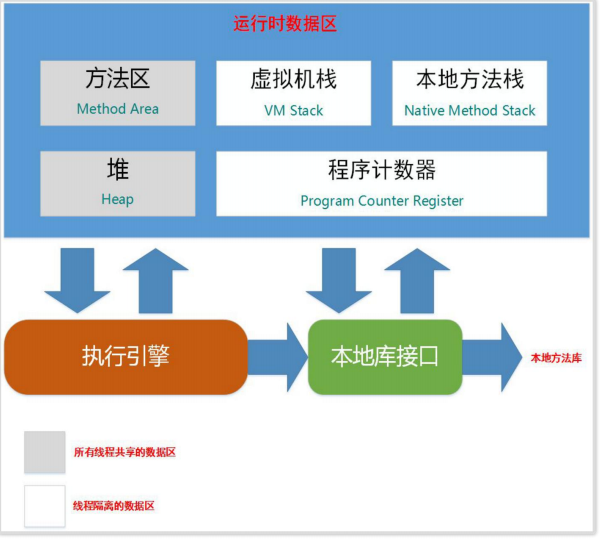 运行时数据区
方法区
Method Area
虚拟机栈
VM Stack
本地方法栈
Native Method Stack
堆
Heap
程序计数器
Program Counter Register
执行引擎
本地库接口
本地方法库
所有线程共享的数据区
线程隔离的数据区